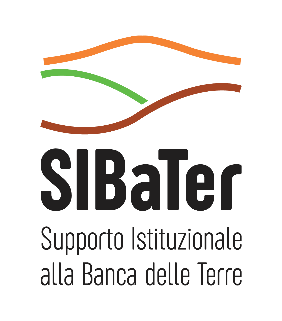 SIBaTer
Supporto Istituzionale
alla Banca delle Terre